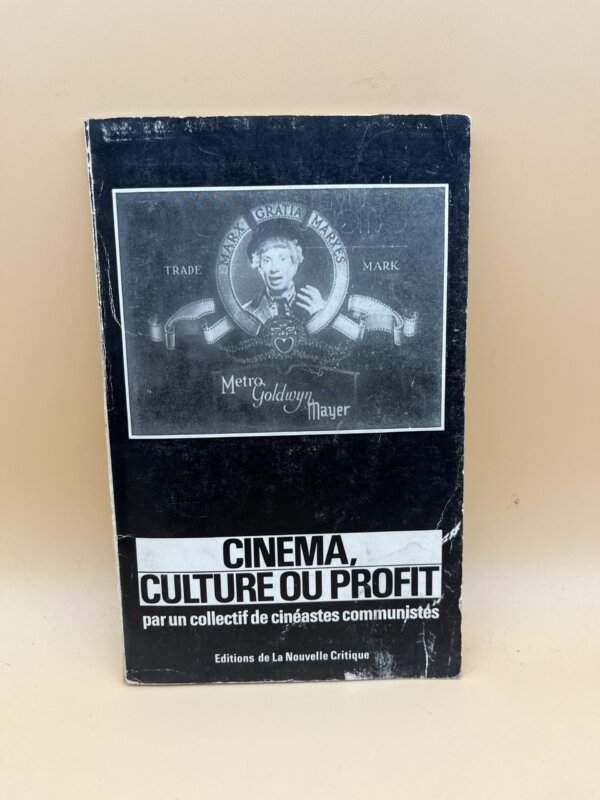 MARX GRATIA MARXES
TRADE MARK
Metro,
Goldwyn
Mayer
CINEMA,
CULTURE OU PROFIT
par un collectif de cinéastes communistes
Editions de La Nouvelle Critique